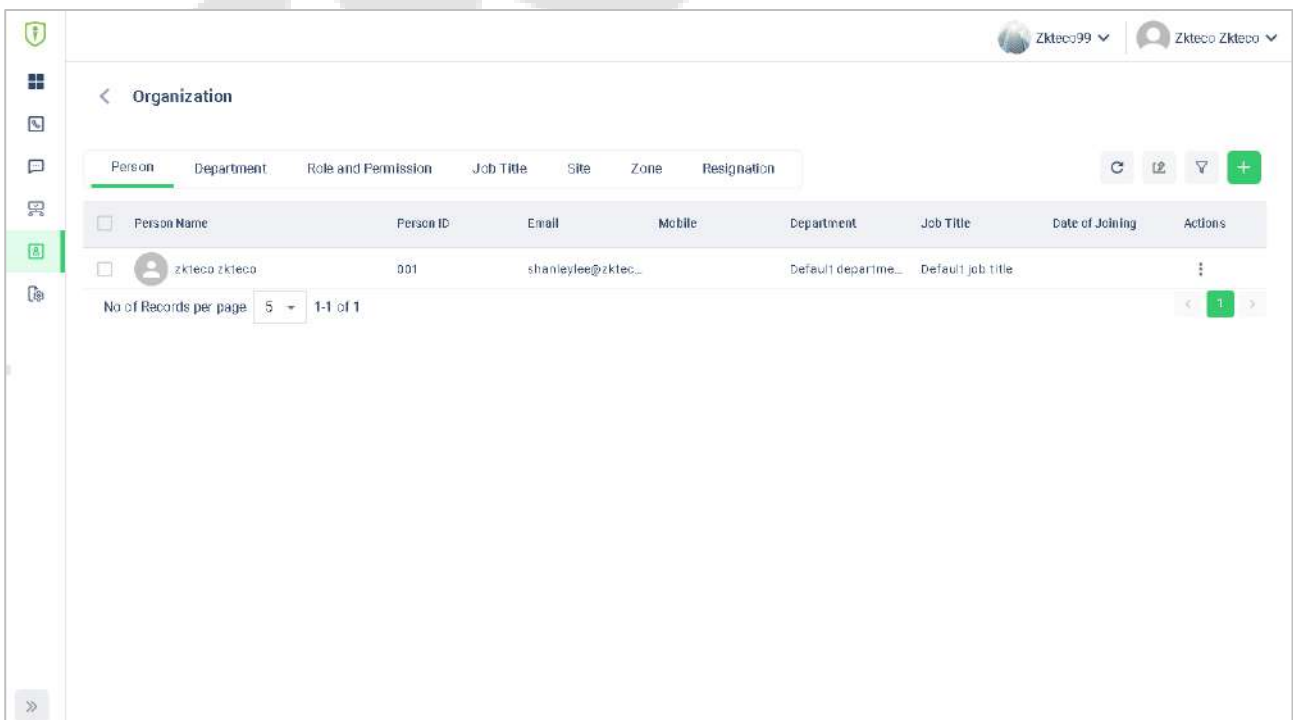 Zkteco99 Zkteco Zkteco
Organization
Person Department Role and Permission Job Title Site Zone Resignation
Person Name Person ID Email Mobile Department Job Title Date of Joining Actions
zkteco zkteco 001 shanleylee@zktec... Default departme... Default job title
No of Records per page 5 1-1 of 1 1